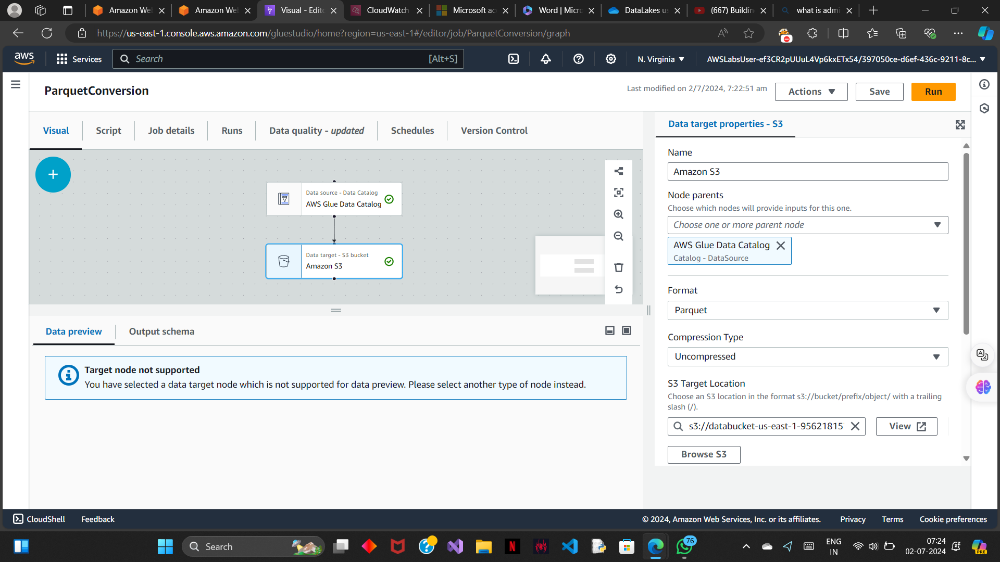 Amazon We
Amazon We
Visual - Edit
CloudWatch
Microsoft ac
Word | Micr
DataLakes u
(667) Buildin
what is admi
https://us-east-1.console.aws.amazon.com/gluestudio/home?region=us-east-1#/editor/job/ParquetConversion/graph
aws
Services
Search
[Alt+S]
N. Virginia
AWSLabsUser-ef3CR2pUUuL4Vp6kxETx54/397050ce-d6ef-436c-9211-8c...
ParquetConversion
Last modified on 2/7/2024, 7:22:51 am
Actions
Save
Run
Visual
Script
Job details
Runs
Data quality - updated
Schedules
Version Control
Data source - Data Catalog
AWS Glue Data Catalog
Data target - S3 bucket
Amazon S3
Data preview
Output schema
Target node not supported
You have selected a data target node which is not supported for data preview. Please select another type of node instead.
Data target properties - S3
Name
Amazon S3
Node parents
Choose which nodes will provide inputs for this one.
Choose one or more parent node
AWS Glue Data Catalog
Catalog - DataSource
Format
Parquet
Compression Type
Uncompressed
S3 Target Location
Choose an S3 location in the format s3://bucket/prefix/object/ with a trailing
slash (/).
s3://databucket-us-east-1-95621815
View
Browse S3
CloudShell
Feedback
© 2024, Amazon Web Services, Inc. or its affiliates.
Privacy
Terms
Cookie preferences
Search
76
ENG
IN
07:24
02-07-2024
PRE